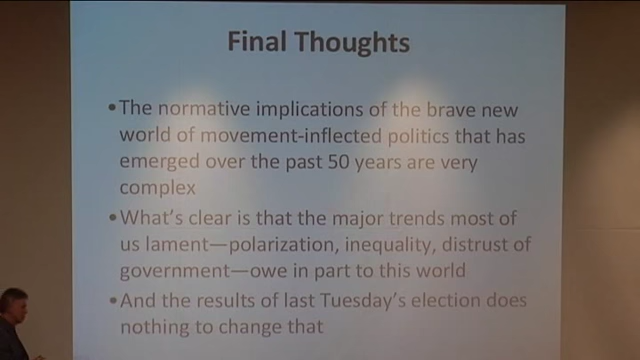 Final Thoughts
•The normative implications of the brave new
world of movement-inflected politics that has
emerged over the past 50 years are very
complex
•What's clear is that the major trends most of
us lament—polarization, inequality, distrust of
government—owe in part to this world
•And the results of last Tuesday's election does
nothing to change that